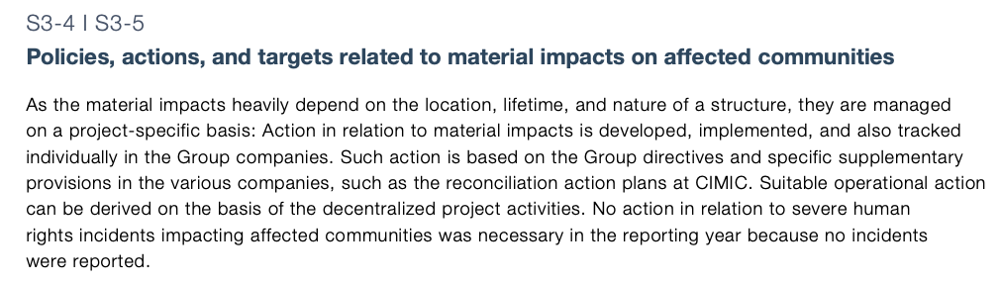 S3-4 I S3-5
Policies, actions, and targets related to material impacts on affected communities
As the material impacts heavily depend on the location, lifetime, and nature of a structure, they are managed
on a project-specific basis: Action in relation to material impacts is developed, implemented, and also tracked
individually in the Group companies. Such action is based on the Group directives and specific supplementary
provisions in the various companies, such as the reconciliation action plans at CIMIC. Suitable operational action
can be derived on the basis of the decentralized project activities. No action in relation to severe human
rights incidents impacting affected communities was necessary in the reporting year because no incidents
were reported.